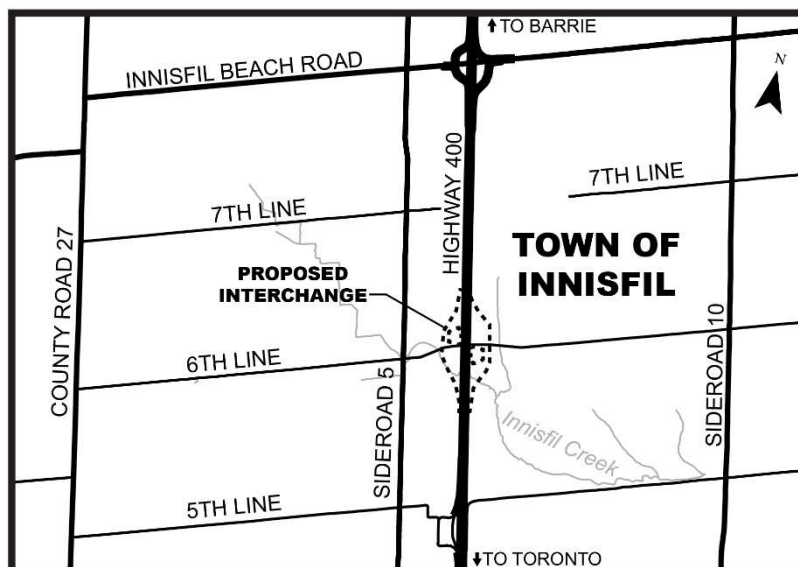 TO BARRIE
INNISFIL BEACH ROAD
N
7TH LINE
HIGHWAY 400
7TH LINE
TOWN OF
INNISFIL
COUNTY ROAD 27
PROPOSED
INTERCHANGE
6TH LINE
SIDEROAD 5
SIDEROAD 10
Innisfil Creek
5TH LINE
TO TORONTO